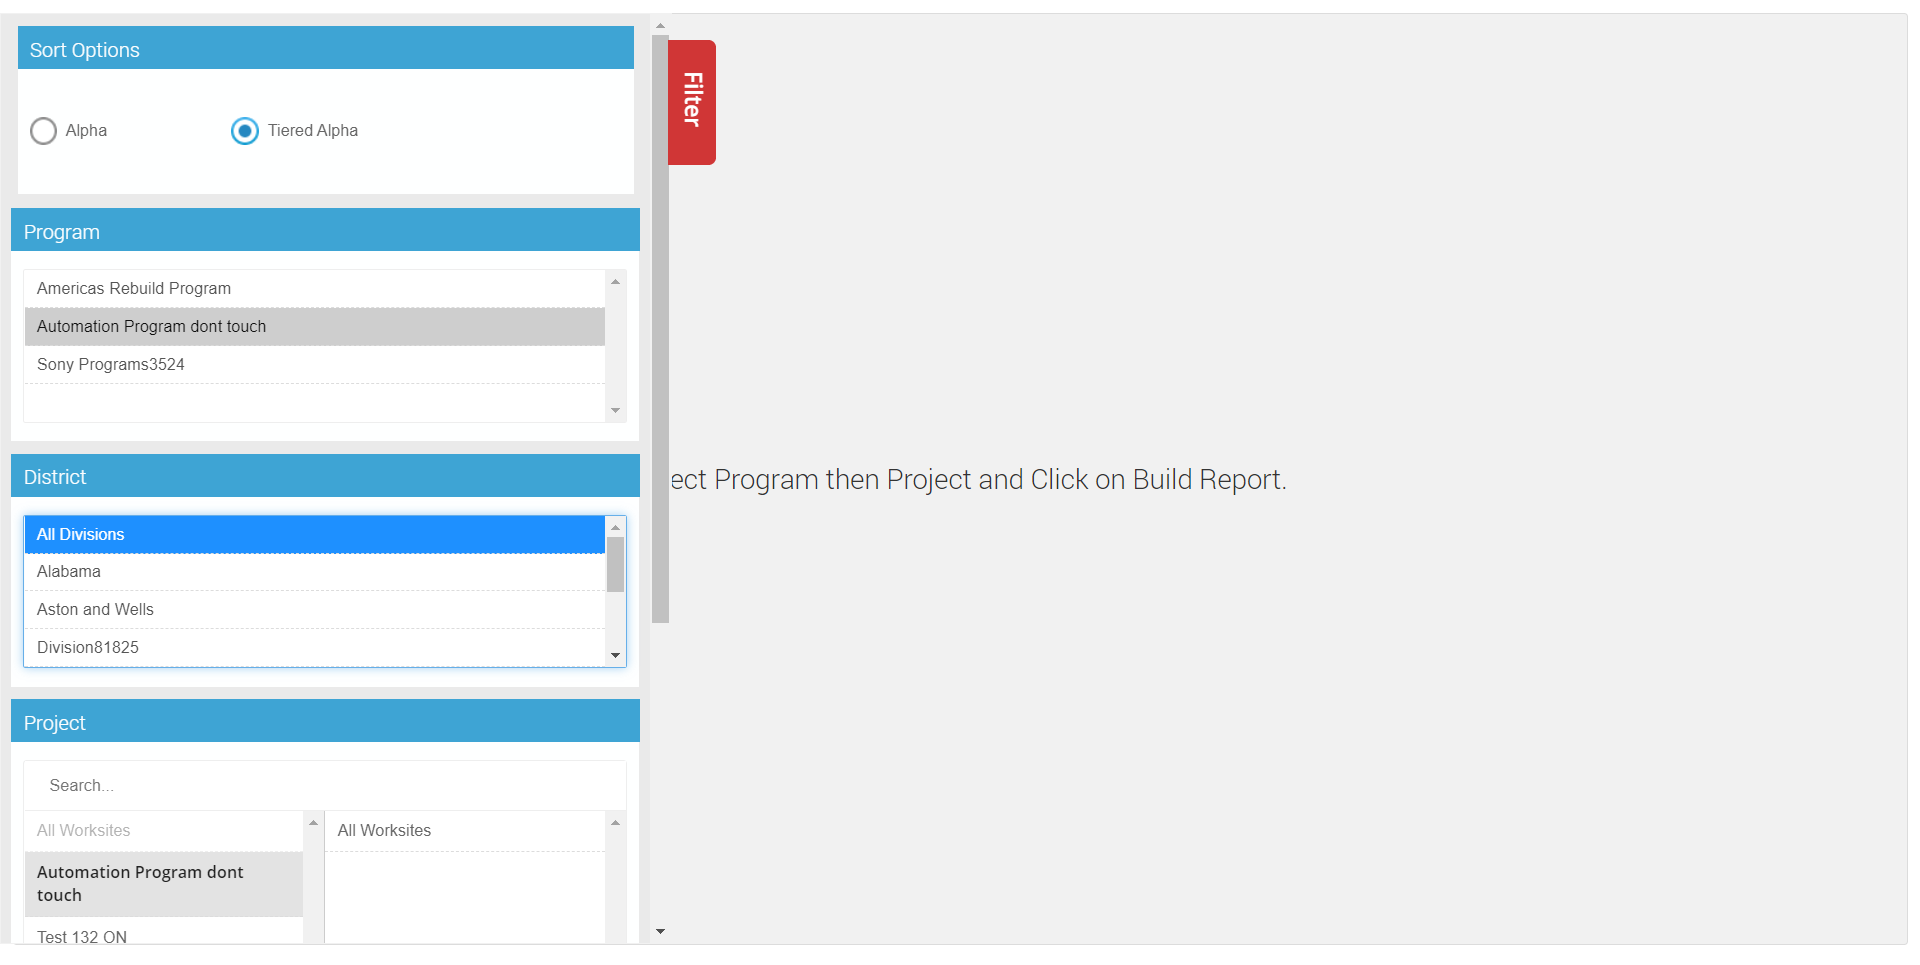 Sort Options
Alpha
Tiered Alpha
Filter
Program
Americas Rebuild Program
Automation Program dont touch
Sony Programs3524
District
All Divisions
Alabama
Aston and Wells
Division81825
Project
Search...
All Worksites
Automation Program dont
touch
Test 132 ON
All Worksites
ect Program then Project and Click on Build Report.